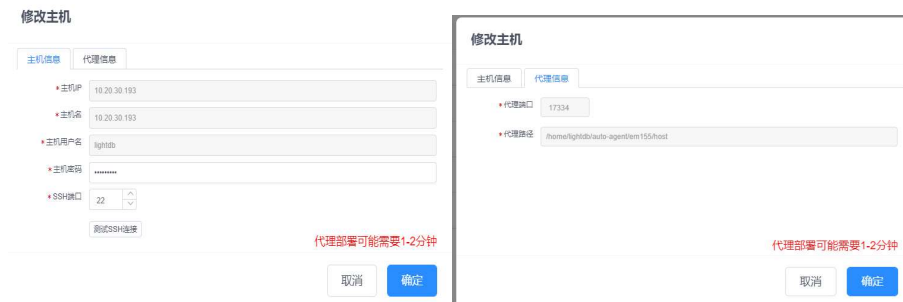 修改主机
主机信息 代理信息
*主机IP 10.20.30.193
*主机名 10.20.30.193
*主机用户名 lightdb
*主机密码 •••••••••
*SSH端口 22
测试SSH连接
代理部署可能需要1-2分钟
取消 确定
修改主机
主机信息 代理信息
*代理端口 17334
*代理路径 /home/lightdb/auto-agent/em155/host
代理部署可能需要1-2分钟
取消 确定